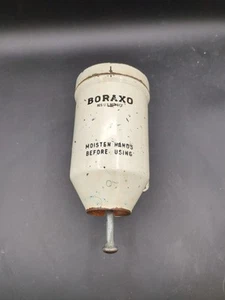 BORAXO
MOISTEN HANDS
BEFORE USING